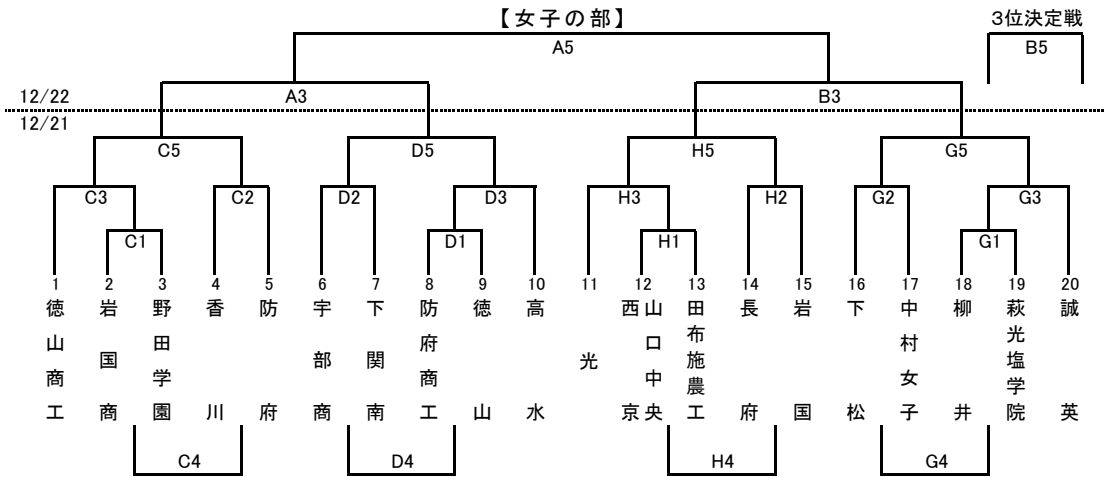 【女子の部】
3位決定戦
A5
B5
12/22
A3
B3
12/21
C5
D5
H5
G5
C3
C2
D2
D3
H3
H2
G2
G3
C1
D1
H1
G1
1 2 3 4 5 6 7 8 9 10 11 12 13 14 15 16 17 18 19 20
徳山商工
岩国商
野田学園
香川
防府
宇部商
下関南
防府商工
徳山
高水
光
西京
山口中央
田布施農工
長府
岩国
下松
中村女子
柳井
萩光塩学院
誠英
C4
D4
H4
G4